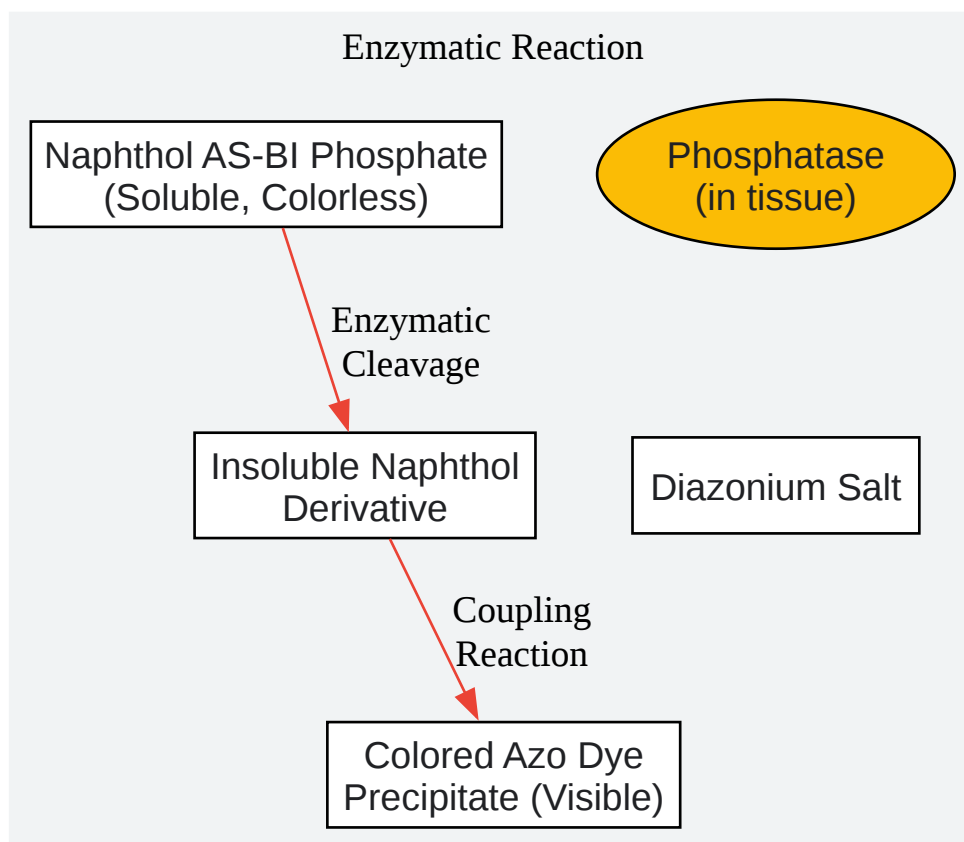 Enzymatic Reaction
Naphthol AS-BI Phosphate
(Soluble, Colorless)
Phosphatase
(in tissue)
Enzymatic
Cleavage
Insoluble Naphthol
Derivative
Diazonium Salt
Coupling
Reaction
Colored Azo Dye
Precipitate (Visible)